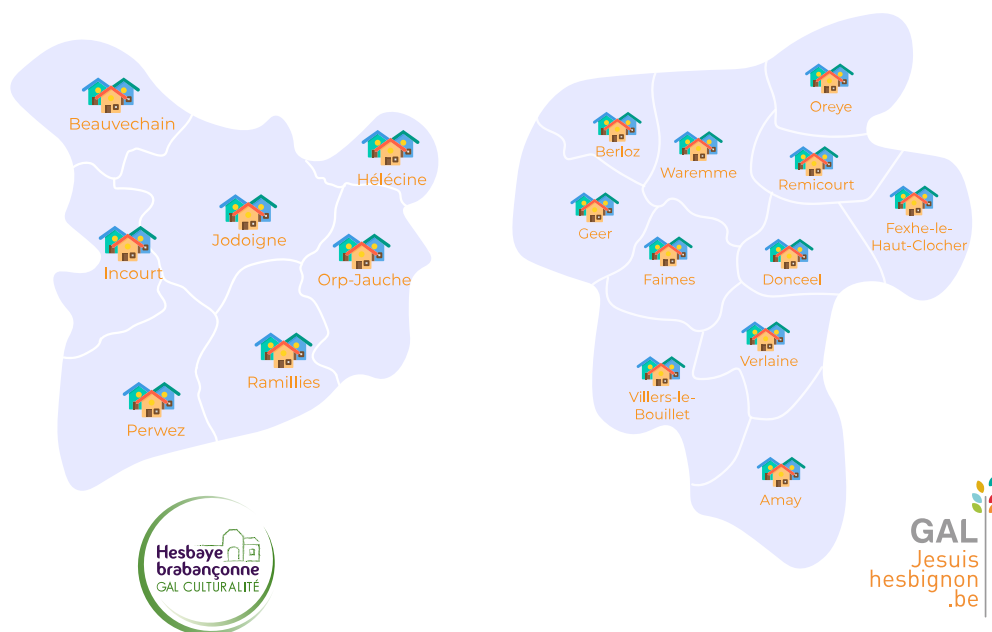 Beauvechain
Hélécine
Jodoigne
Incourt
Orp-Jauche
Ramillies
Perwez
Hesbaye
brabançonne
GAL CULTURALITÉ
Oreye
Berloz
Waremme
Remicourt
Geer
Fexhe-le-
Haut-Clocher
Faimes
Donceel
Verlaine
Villers-le-
Bouillet
Amay
GAL
Jesuis
hesbignon
.be